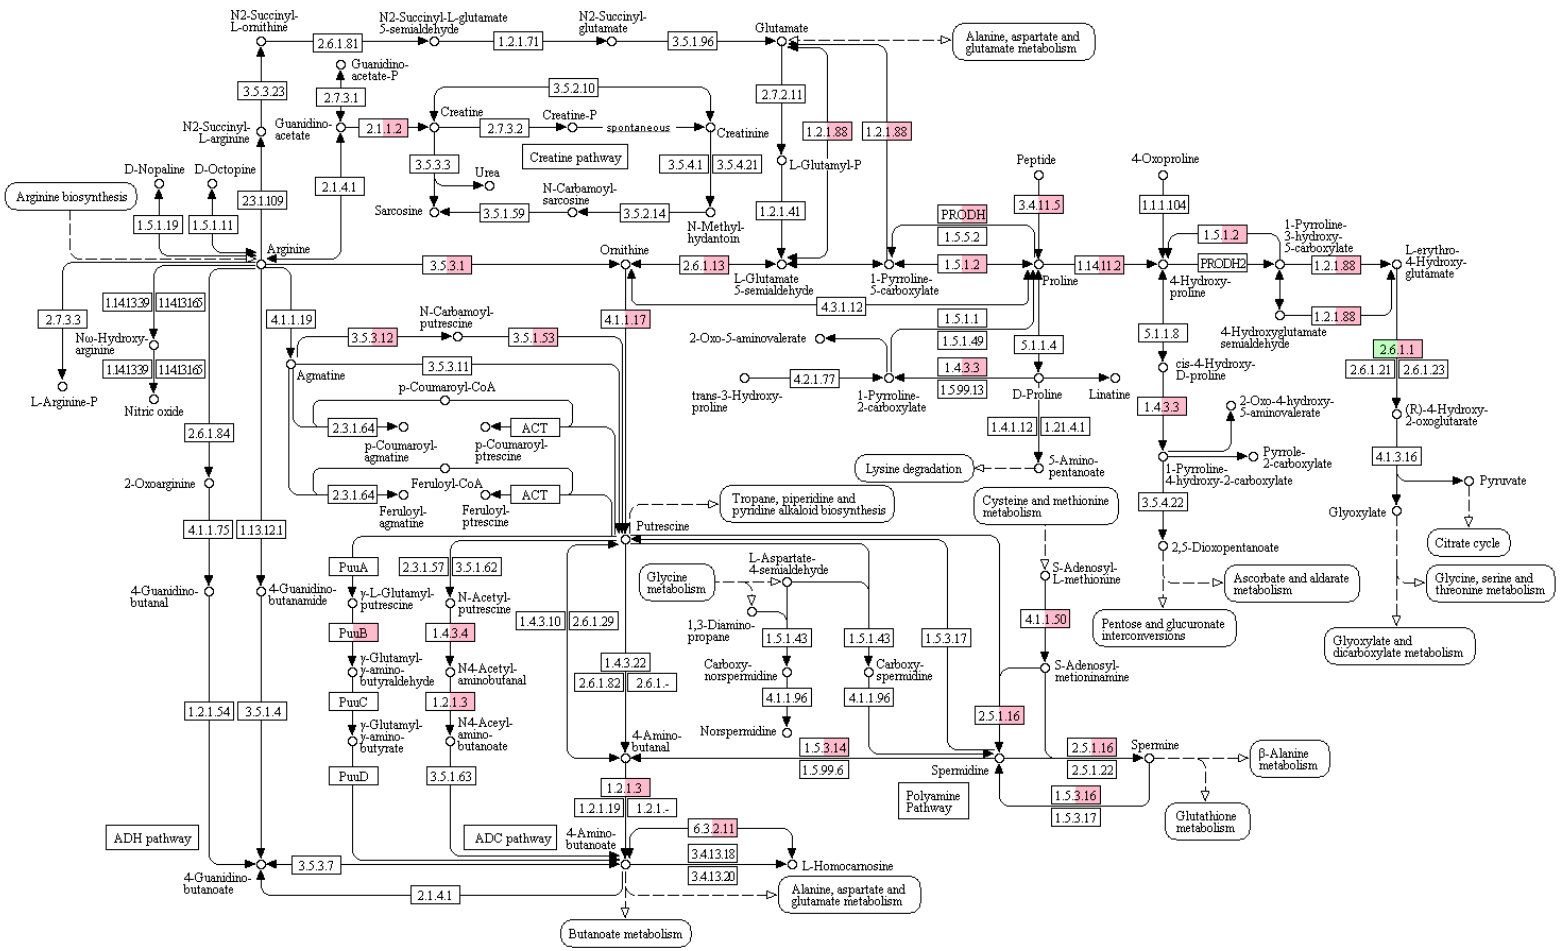 N2-Succinyl-
L-ornithine
N2-Succinyl-L-glutamate
5-semialdehyde
N2-Succinyl-
glutamate
Glutamate
2.6.1.81
1.2.1.71
3.5.1.96
Alanine, aspartate and
glutamate metabolism
Guanidino-
acetate-P
3.5.3.23
2.7.3.1
3.5.2.10
2.7.2.11
N2-Succinyl-
L-arginine
Guanidino-
acetate
2.1.1.2
Creatine
2.7.3.2
Creatine-P
spontaneous
Creatinine
1.2.1.88
1.2.1.88
3.5.3.3
Creatine pathway
3.5.4.1
3.5.4.21
L-Glutamyl-P
Peptide
4-Oxoproline
D-Nopaline
D-Octopine
Urea
Arginine biosynthesis
2.3.1.109
2.1.4.1
N-Carbamoyl-
sarcosine
1.5.1.19
1.5.1.11
Sarcosine
3.5.1.59
3.5.2.14
N-Methyl-
hydantoin
1.2.1.41
3.4.11.5
1.1.1.104
PRODH
1.5.5.2
1.5.1.2
1-Pyrroline-
3-hydroxy-
5-carboxylate
L-erythro-
4-Hydroxy-
glutamate
Arginine
3.5.3.1
Ornithine
2.6.1.13
L-Glutamate
5-semialdehyde
1-Pyrroline-
5-carboxylate
1.5.1.2
Proline
1.14.11.2
4-Hydroxy-
proline
PRODH2
1.2.1.88
4.3.1.12
1.14.13.39
1.14.13.165
2.7.3.3
4.1.1.19
N-Carbamoyl-
putrescine
4.1.1.17
1.5.1.1
1.5.1.49
1.2.1.88
4-Hydroxyglutamate
semialdehyde
Nω-Hydroxy-
arginine
3.5.3.12
3.5.1.53
2-Oxo-5-aminovalerate
5.1.1.4
5.1.1.8
2.6.1.1
2.6.1.21
2.6.1.23
1.14.13.39
1.14.13.165
Agmatine
3.5.3.11
1.4.3.3
1.5.99.13
cis-4-Hydroxy-
D-proline
L-Arginine-P
Nitric oxide
p-Coumaroyl-CoA
trans-3-Hydroxy-
proline
4.2.1.77
1-Pyrroline-
2-carboxylate
D-Proline
Linatine
1.4.3.3
2-Oxo-4-hydroxy-
5-aminovalerate
(R)-4-Hydroxy-
2-oxoglutarate
2.6.1.84
2.3.1.64
ACT
p-Coumaroyl-
agmatine
p-Coumaroyl-
ptrescine
1.4.1.12
1.21.4.1
4.1.3.16
Pyrrole-
2-carboxylate
Lysine degradation
5-Amino-
pentanoate
1-Pyrroline-
4-hydroxy-2-carboxylate
Pyruvate
2-Oxoarginine
Feruloyl-CoA
2.3.1.64
ACT
Feruloyl-
agmatine
Feruloyl-
ptrescine
Tropane, piperidine and
pyridine alkaloid biosynthesis
Cysteine and methionine
metabolism
3.5.4.22
Glyoxylate
4.1.1.75
1.13.12.1
Putrescine
Citrate cycle
2,5-Dioxopentanoate
PuuA
2.3.1.57
3.5.1.62
Glycine
metabolism
L-Aspartate-
4-semialdehyde
S-Adenosyl-
L-methionine
Ascorbate and aldarate
metabolism
Glycine, serine and
threonine metabolism
4-Guanidino-
butanal
4-Guanidino-
butanamide
γ-L-Glutamyl-
putrescine
N-Acetyl-
putrescine
1.4.3.10
2.6.1.29
1,3-Diamino-
propane
4.1.1.50
Pentose and glucuronate
interconversions
PuuB
1.4.3.4
1.5.1.43
1.5.1.43
1.5.3.17
Glyoxylate and
dicarboxylate metabolism
γ-Glutamyl-
γ-amino-
butyraldehyde
N4-Acetyl-
aminobutanal
1.4.3.22
2.6.1.82
2.6.1.-
Carboxy-
norspermidine
Carboxy-
spermidine
S-Adenosyl-
metioninamine
PuuC
1.2.1.3
4.1.1.96
4.1.1.96
1.2.1.54
3.5.1.4
2.5.1.16
γ-Glutamyl-
γ-amino-
butyrate
N4-Aceyl-
amino-
butanoate
Norspermidine
4-Amino-
butanal
1.5.3.14
1.5.99.6
Spermidine
2.5.1.16
2.5.1.22
Spermine
β-Alanine
metabolism
PuuD
3.5.1.63
1.2.1.3
1.2.1.19
1.2.1.-
Polyamine
Pathway
1.5.3.16
1.5.3.17
Glutathione
metabolism
ADH pathway
ADC pathway
4-Amino-
butanoate
6.3.2.11
3.4.13.18
3.4.13.20
L-Homocarnosine
4-Guanidino-
butanoate
3.5.3.7
2.1.4.1
Alanine, aspartate and
glutamate metabolism
Butanoate metabolism